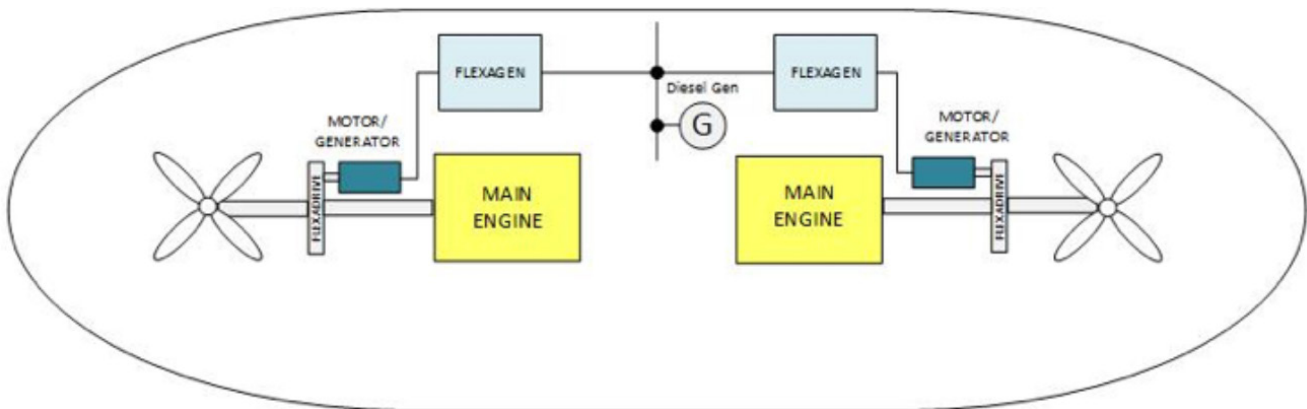 FLEXAGEN
FLEXAGEN
Diesel Gen
G
MOTOR/
GENERATOR
MOTOR/
GENERATOR
FLEXADRIVE
MAIN
ENGINE
MAIN
ENGINE
FLEXADRIVE